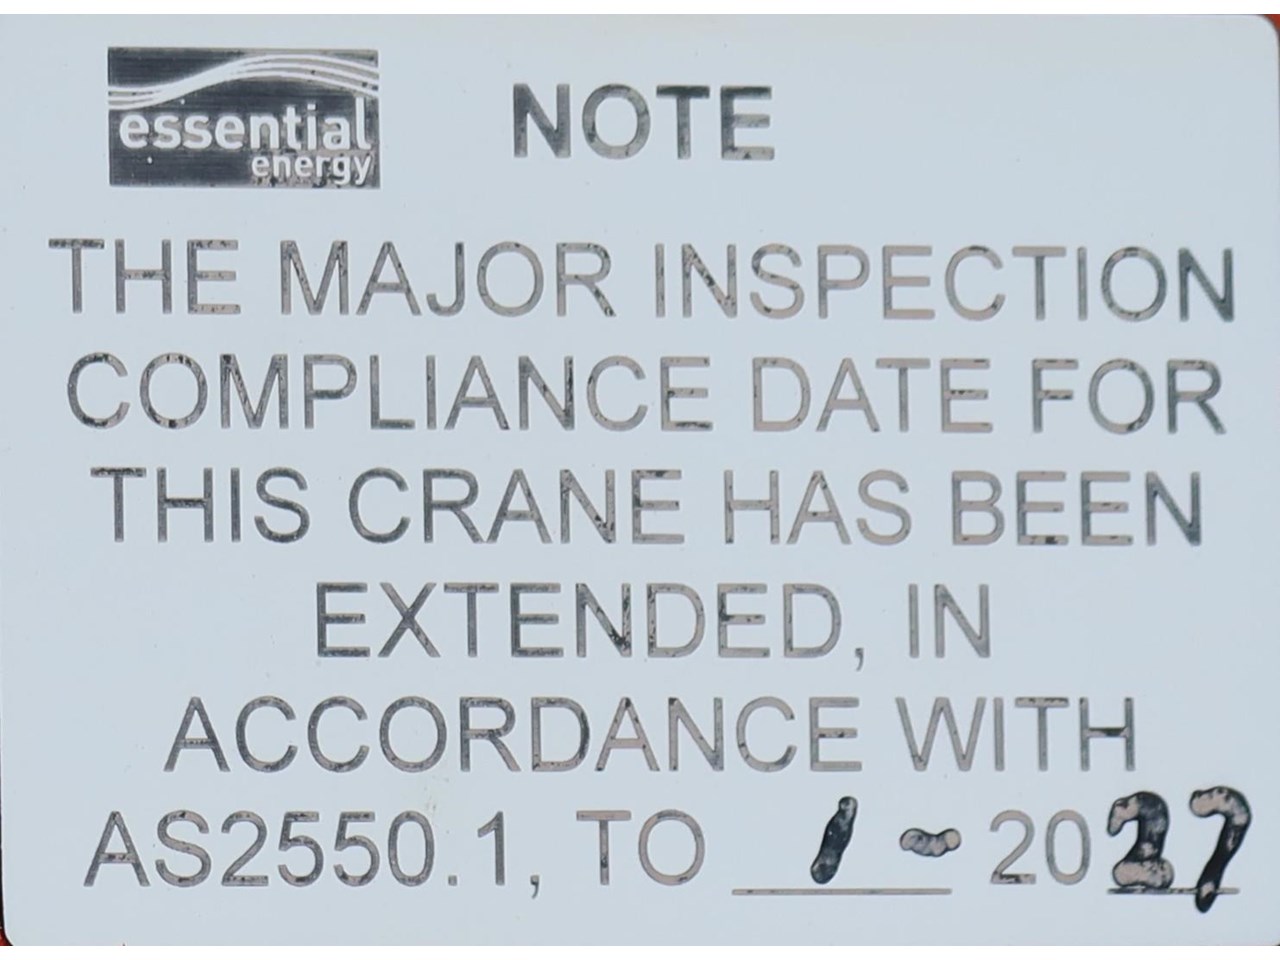 essential
energy
NOTE
THE MAJOR INSPECTION
COMPLIANCE DATE FOR
THIS CRANE HAS BEEN
EXTENDED, IN
ACCORDANCE WITH
AS2550.1, TO 1 - 2027